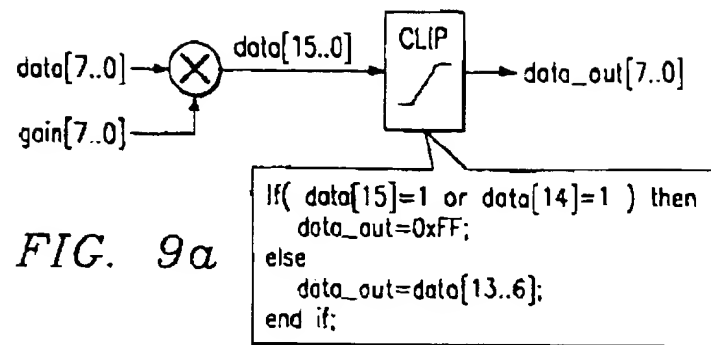 data[7..0]
gain[7..0]
data[15..0]
CLIP
data_out[7..0]
If( data[15]=1 or data[14]=1 ) then
data_out=0xFF;
else
data_out=data[13..6];
end if;
FIG. 9a